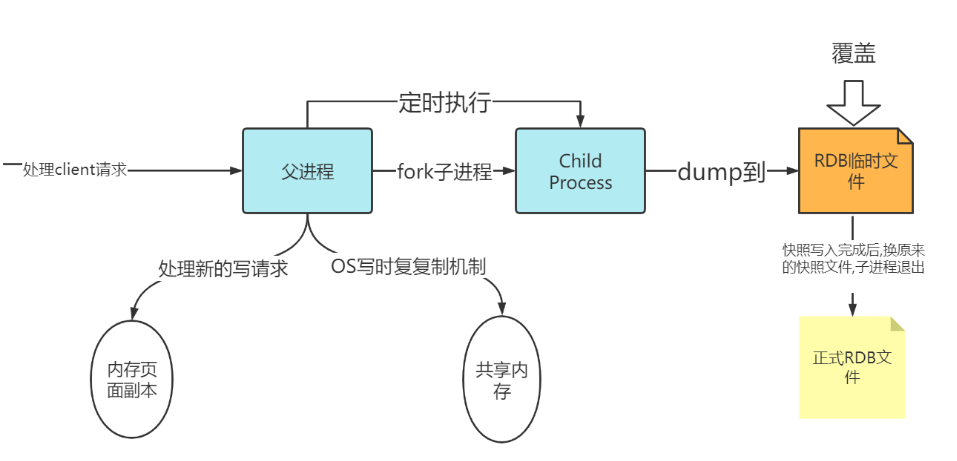 覆盖
定时执行
处理client请求
父进程
fork子进程
Child
Process
dump到
RDB临时文
件
快照写入完成后,换原来
的快照文件,子进程退出
处理新的写请求
OS写时复复制机制
内存页
面副本
共享内
存
正式RDB文
件